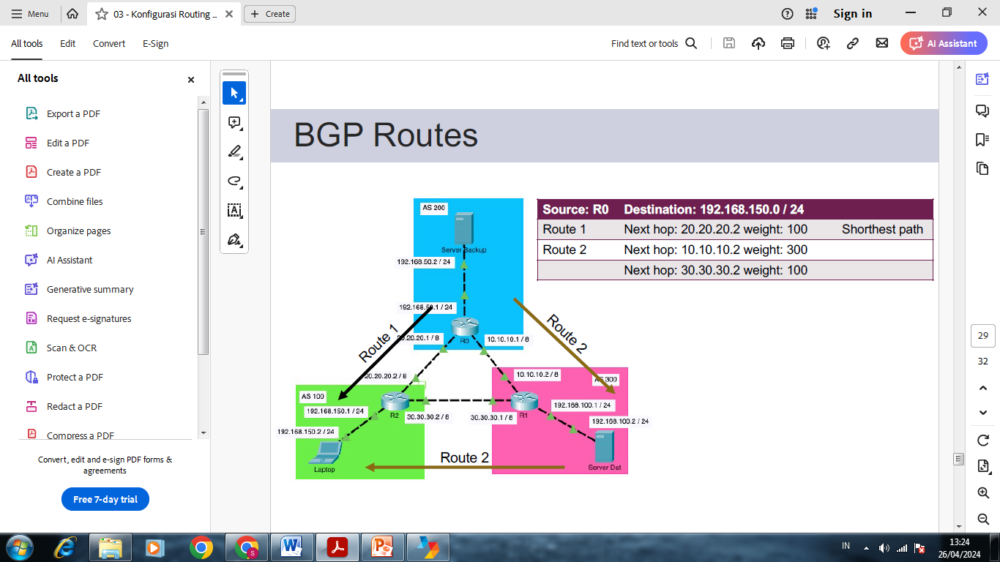 Menu
03 - Konfigurasi Routing ...
Create
Sign in
All tools
Edit
Convert
E-Sign
Find text or tools
AI Assistant
All tools
Export a PDF
Edit a PDF
Create a PDF
Combine files
Organize pages
AI Assistant
Generative summary
Request e-signatures
Scan & OCR
Protect a PDF
Redact a PDF
Compress a PDF
Convert, edit and e-sign PDF forms &
agreements
Free 7-day trial
BGP Routes
AS 200
Server Backup
192.168.50.2 / 24
192.168.50.1 / 24
R0
20.20.20.1 / 8
10.10.10.1 / 8
Route 1
Route 2
20.20.20.2 / 8
10.10.10.2 / 8
AS 300
AS 100
192.168.150.1 / 24
R2
30.30.30.2 / 8
30.30.30.1 / 8
R1
192.168.100.1 / 24
192.168.100.2 / 24
192.168.150.2 / 24
Laptop
Route 2
Server Dat
Source: R0 Destination: 192.168.150.0 / 24
Route 1 Next hop: 20.20.20.2 weight: 100 Shortest path
Route 2 Next hop: 10.10.10.2 weight: 300
Next hop: 30.30.30.2 weight: 100
29
32
IN
13:24
26/04/2024